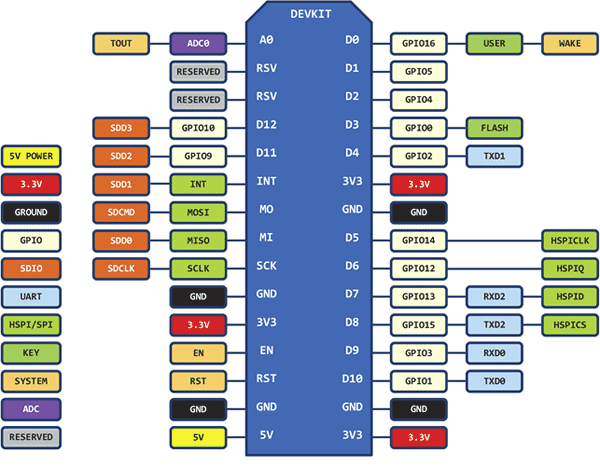 DEVKIT
TOUT ADC0 A0 D0 GPIO16 USER WAKE
RESERVED RSV D1 GPIO5
RESERVED RSV D2 GPIO4
SDD3 GPIO10 D12 D3 GPIO0 FLASH
5V POWER SDD2 GPIO9 D11 D4 GPIO2 TXD1
3.3V SDD1 INT INT 3V3 3.3V
GROUND SDCMD MOSI MO GND GND
GPIO SDD0 MISO MI D5 GPIO14 HSPICLK
SDIO SDCLK SCLK SCK D6 GPIO12 HSPIQ
UART GND GND D7 GPIO13 RXD2 HSPID
HSPI/SPI 3.3V 3V3 D8 GPIO15 TXD2 HSPICS
KEY EN EN D9 GPIO3 RXD0
SYSTEM RST RST D10 GPIO1 TXD0
ADC GND GND GND GND
RESERVED 5V 5V 3V3 3.3V